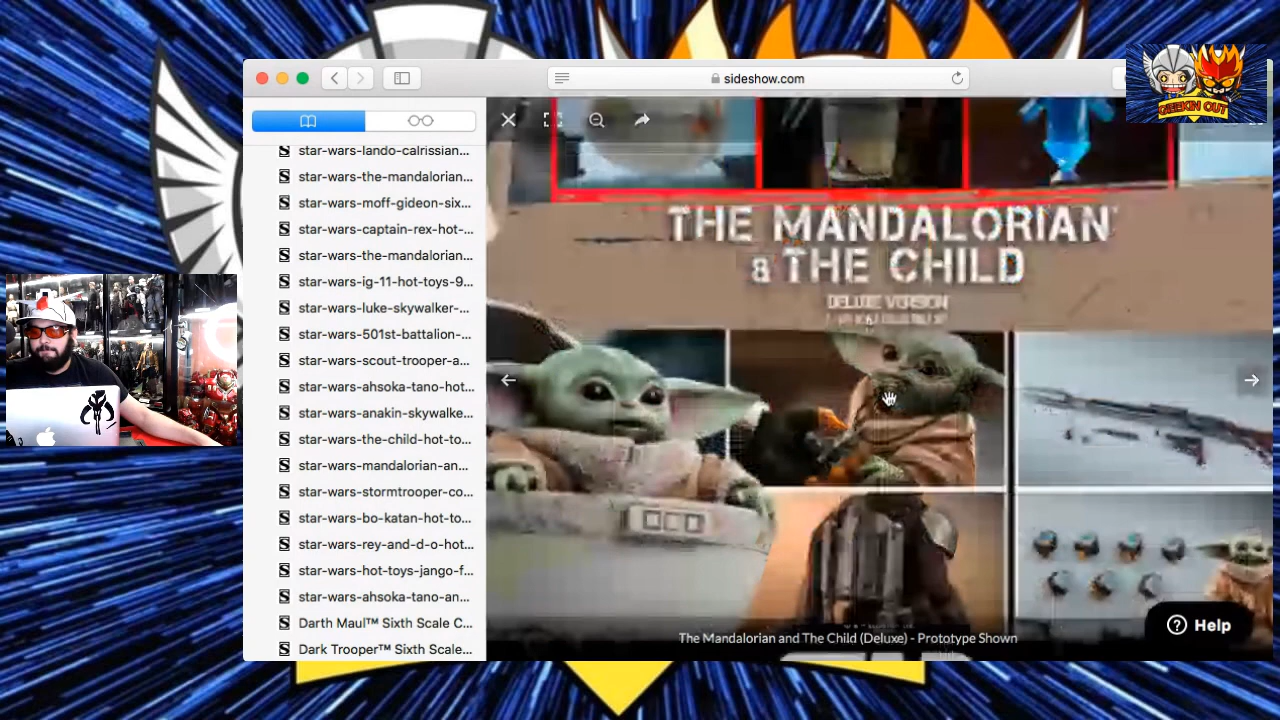 sideshow.com
GEEKIN OUT
star-wars-lando-calrissian...
star-wars-the-mandalorian...
star-wars-moff-gideon-six...
star-wars-captain-rex-hot-...
star-wars-the-mandalorian...
star-wars-ig-11-hot-toys-9...
star-wars-luke-skywalker-...
star-wars-501st-battalion-...
star-wars-scout-trooper-a...
star-wars-ahsoka-tano-hot...
star-wars-anakin-skywalke...
star-wars-the-child-hot-to...
star-wars-mandalorian-an...
star-wars-stormtrooper-co...
star-wars-bo-katan-hot-to...
star-wars-rey-and-d-o-hot...
star-wars-hot-toys-jango-f...
star-wars-ahsoka-tano-an...
Darth Maul™ Sixth Scale C...
Dark Trooper™ Sixth Scale...
THE MANDALORIAN
& THE CHILD
DELUXE VERSION
The Mandalorian and The Child (Deluxe) - Prototype Shown
Help